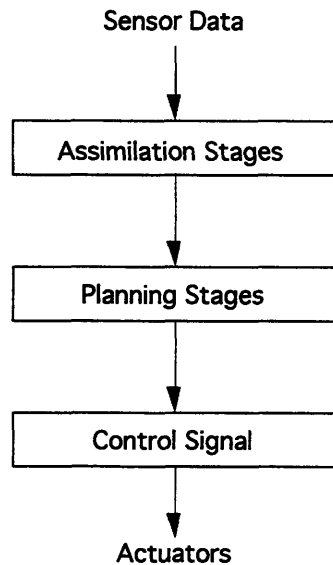 Sensor Data
Assimilation Stages
Planning Stages
Control Signal
Actuators